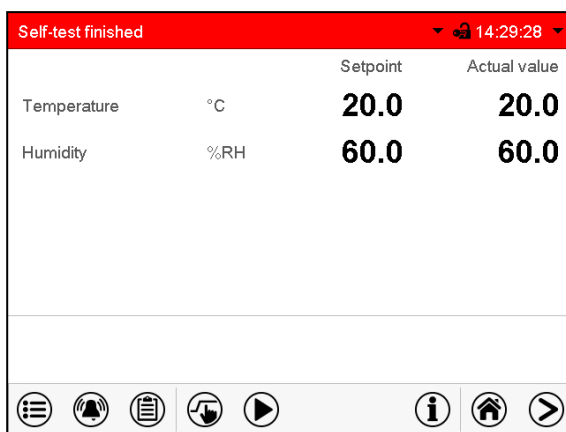 Self-test finished 14:29:28
Setpoint Actual value
Temperature °C 20.0 20.0
Humidity %RH 60.0 60.0